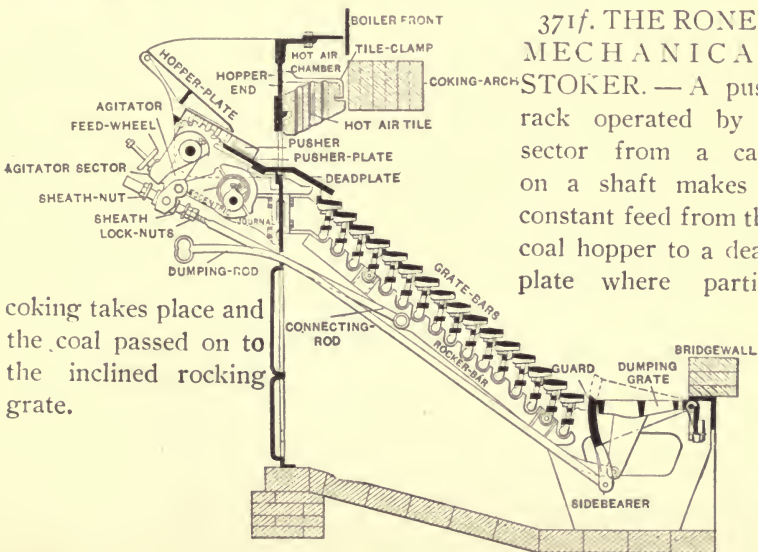 371f. THE RONE
MECHANICA
STOKER. — A pus
rack operated by
sector from a ca
on a shaft makes
constant feed from th
coal hopper to a dea
plate where parti
coking takes place and
the coal passed on to
the inclined rocking
grate.
BOILER FRONT
HOT AIR
CHAMBER
TILE-CLAMP
HOPPER-
END
COKING-ARCH
HOPPER-PLATE
AGITATOR
FEED-WHEEL
HOT AIR TILE
PUSHER
PUSHER-PLATE
AGITATOR SECTOR
DEADPLATE
SHEATH-NUT
ECCENTRIC
JOURNAL
SHEATH
LOCK-NUTS
DUMPING-ROD
GRATE-BARS
CONNECTING-
ROD
ROCKER-BAR
BRIDGEWALL
GUARD
DUMPING
GRATE
SIDEBEARER